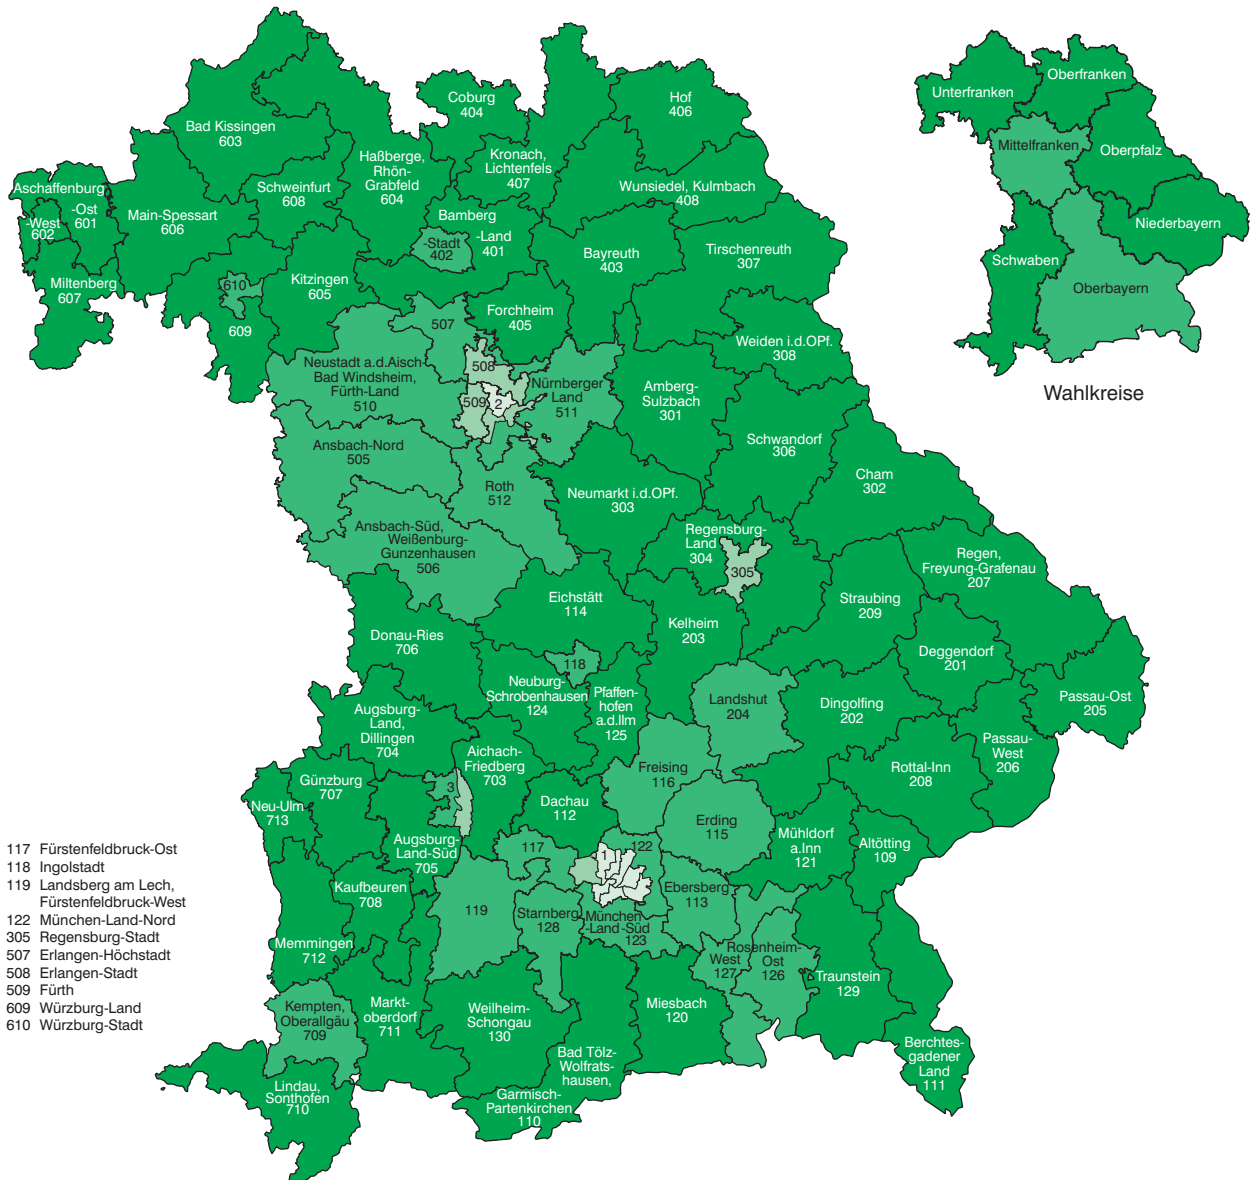 Coburg
404
Hof
406
Bad Kissingen
603
Haßberge,
Rhön-
Grabfeld
604
Kronach,
Lichtenfels
407
Wunsiedel, Kulmbach
408
Aschaffenburg
-Ost
601
-West
602
Main-Spessart
606
Schweinfurt
608
Bamberg
-Land
401
-Stadt
402
Bayreuth
403
Tirschenreuth
307
Miltenberg
607
610
609
Kitzingen
605
Forchheim
405
507
508
509
2
Weiden i.d.OPf.
308
Neustadt a.d.Aisch-
Bad Windsheim,
Fürth-Land
510
Nürnberger
Land
511
Amberg-
Sulzbach
301
Schwandorf
306
Ansbach-Nord
505
Roth
512
Neumarkt i.d.OPf.
303
Cham
302
Ansbach-Süd,
Weißenburg-
Gunzenhausen
506
Regensburg-
Land
304
305
Regen,
Freyung-Grafenau
207
Eichstätt
114
Kelheim
203
Straubing
209
Donau-Ries
706
118
Deggendorf
201
Neuburg-
Schrobenhausen
124
Pfaffen-
hofen
a.d.Ilm
125
Landshut
204
Dingolfing
202
Passau-Ost
205
Augsburg-
Land,
Dillingen
704
Aichach-
Friedberg
703
Freising
116
Rottal-Inn
208
Passau-
West
206
Günzburg
707
3
Neu-Ulm
713
Dachau
112
Erding
115
Mühldorf
a.Inn
121
Altötting
109
Augsburg-
Land-Süd
705
117
1
122
Kaufbeuren
708
119
Starnberg
128
München
-Land-Süd
123
Ebersberg
113
Memmingen
712
West
127
Rosenheim-
Ost
126
Traunstein
129
Kempten,
Oberallgäu
709
Markt-
oberdorf
711
Weilheim-
Schongau
130
Miesbach
120
Bad Tölz-
Wolfrats-
hausen,
Garmisch-
Partenkirchen
110
Berchtes-
gadener
Land
111
Lindau,
Sonthofen
710
Unterfranken
Oberfranken
Mittelfranken
Oberpfalz
Niederbayern
Schwaben
Oberbayern
Wahlkreise
117 Fürstenfeldbruck-Ost
118 Ingolstadt
119 Landsberg am Lech,
Fürstenfeldbruck-West
122 München-Land-Nord
305 Regensburg-Stadt
507 Erlangen-Höchstadt
508 Erlangen-Stadt
509 Fürth
609 Würzburg-Land
610 Würzburg-Stadt